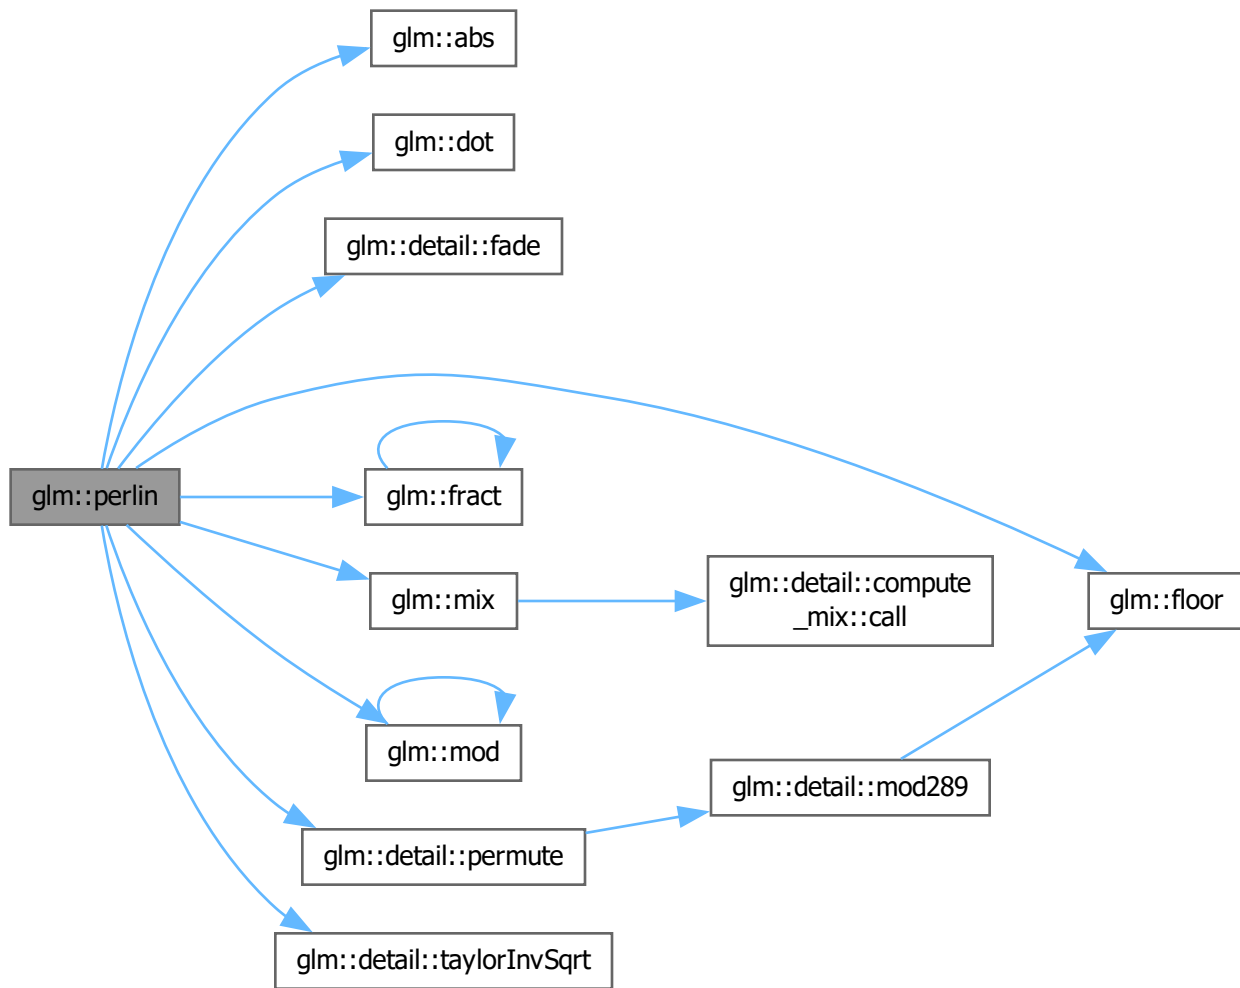 glm::abs
glm::dot
glm::detail::fade
glm::perlin
glm::fract
glm::mix
glm::detail::compute
_mix::call
glm::floor
glm::mod
glm::detail::mod289
glm::detail::permute
glm::detail::taylorInvSqrt